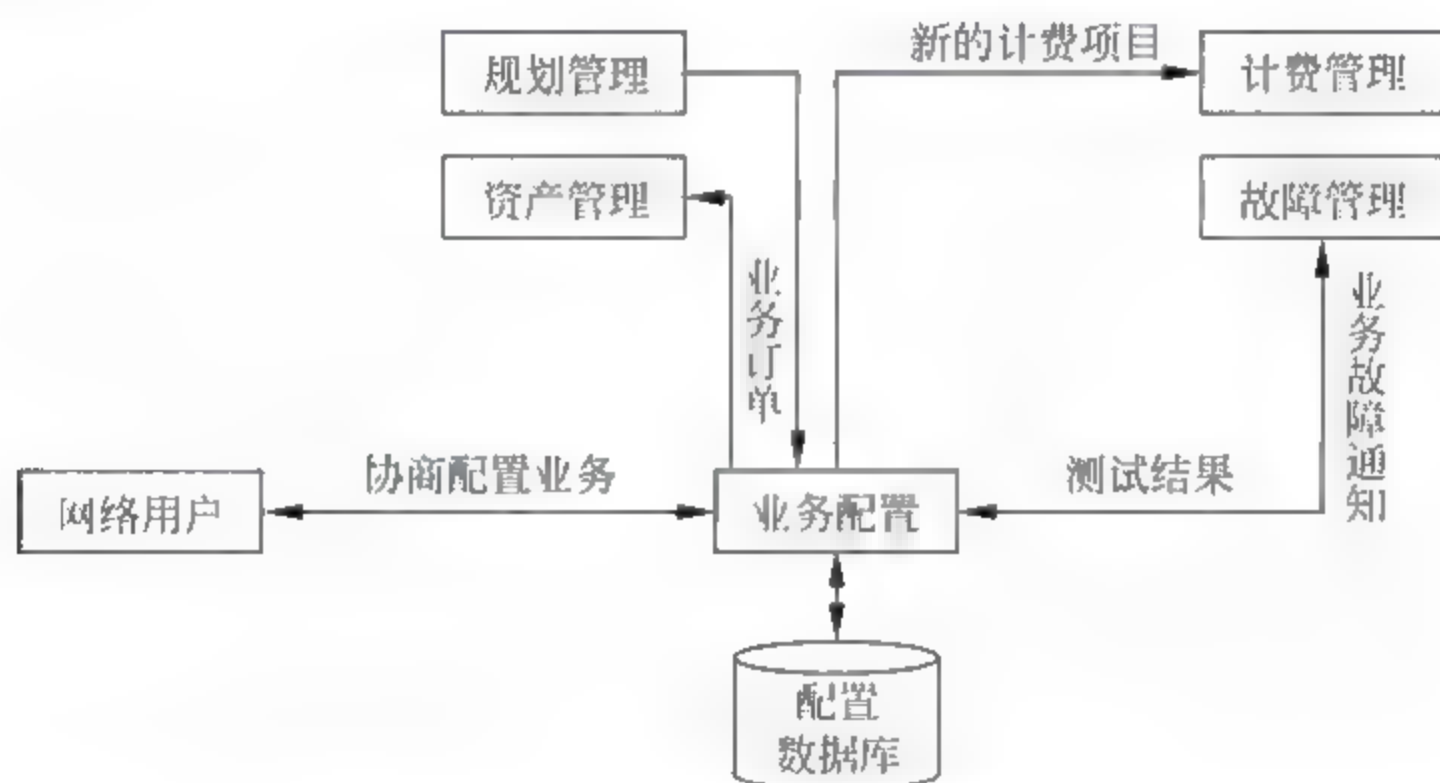 新的计费项目
规划管理
计费管理
资产管理
故障管理
业务订单
业务故障通知
协商配置业务
测试结果
网络用户
业务配置
配置
数据库